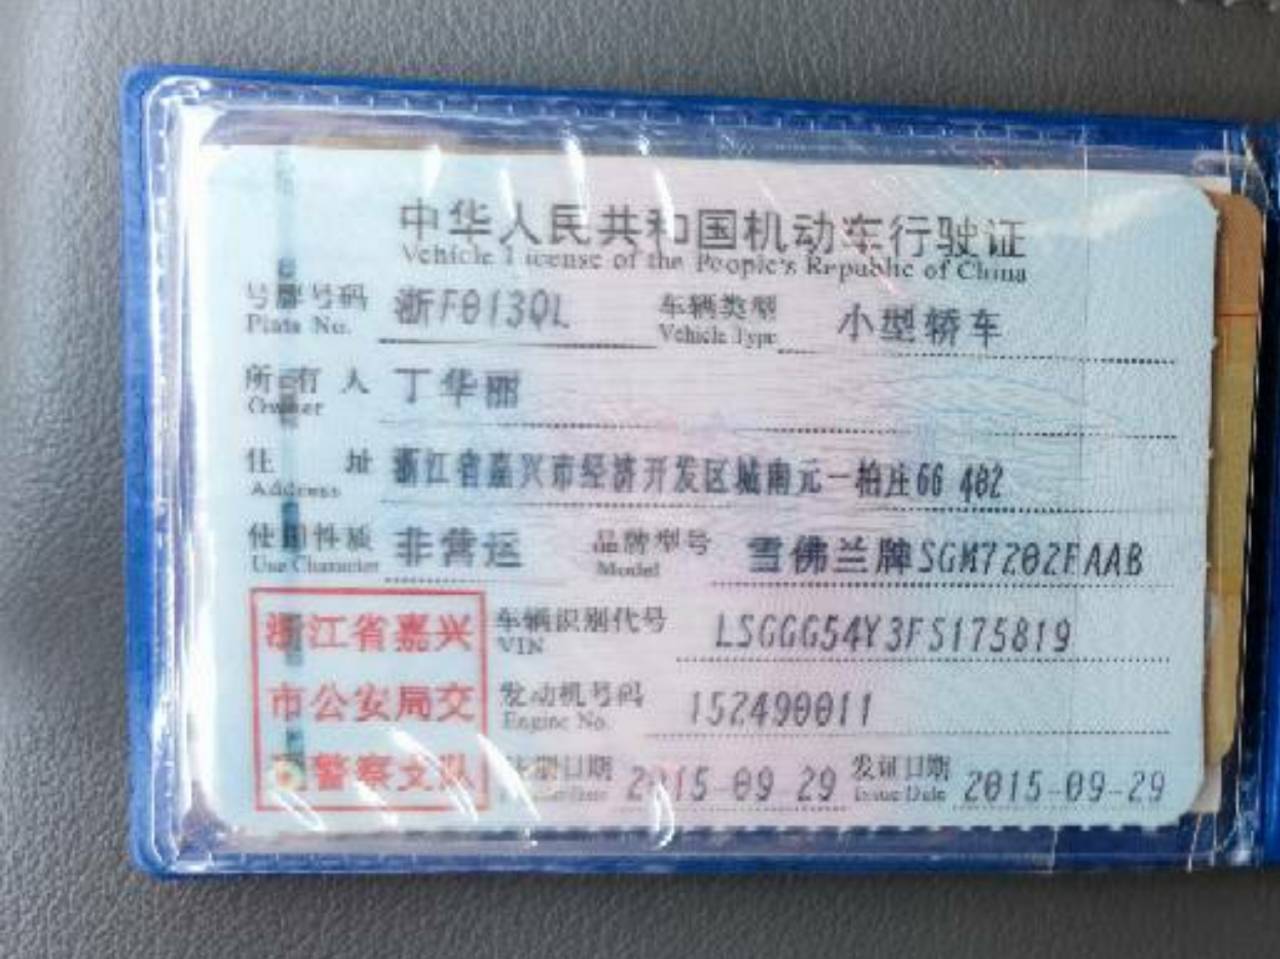 中华人民共和国机动车行驶证
Vehicle License of the People's Republic of China
号牌号码 浙F013QL 车辆类型 小型轿车
Plate No. Vehicle Type
所有人 丁华丽
Owner
住址 浙江省嘉兴市经济开发区城南元一柏庄66 402
Address
使用性质 非营运 品牌型号 雪佛兰牌SGM7202FAAB
Use Character Model
浙江省嘉兴 车辆识别代号 LSGGG54Y3FS175819
VIN
市公安局交 发动机号码 152490011
Engine No.
警察支队 注册日期 2015-09-29 发证日期 2015-09-29
Issue Date